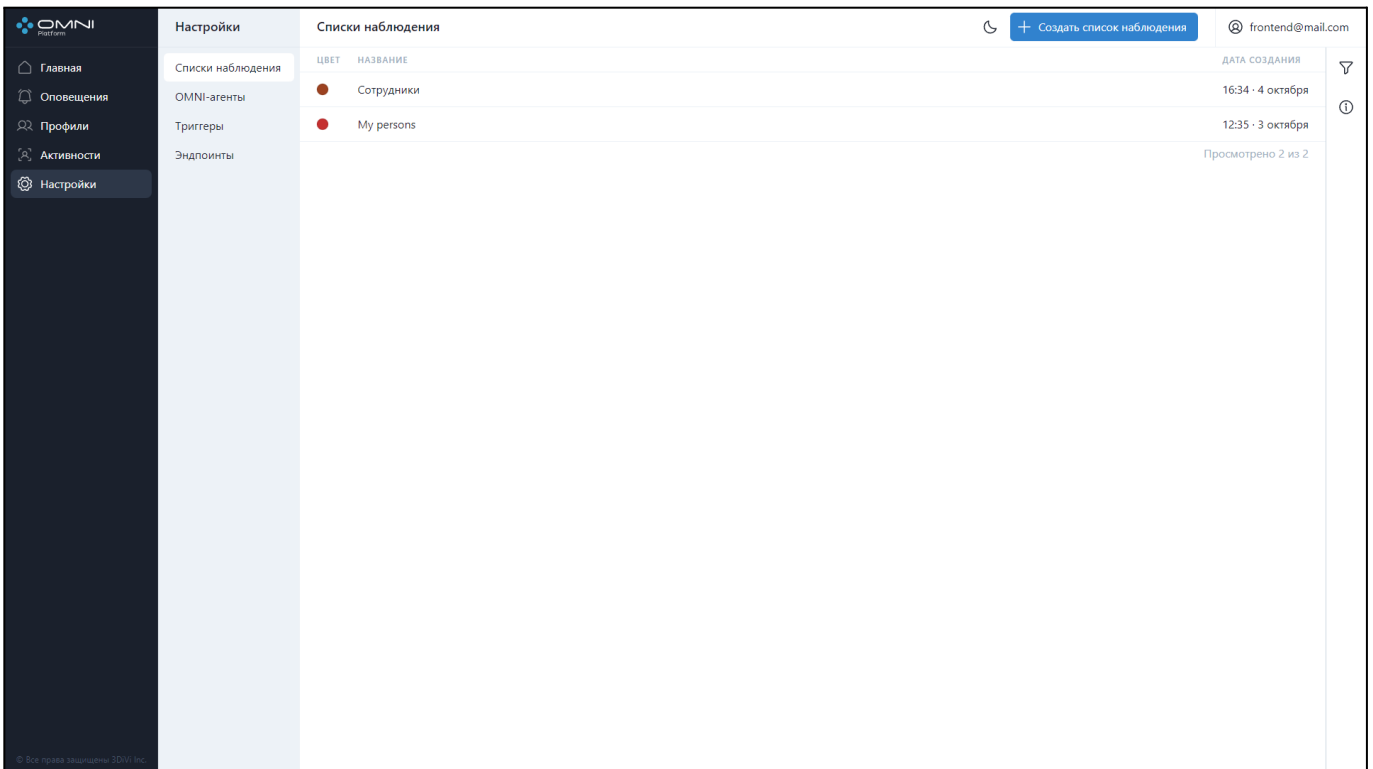 OMNI
Platform
Главная
Оповещения
Профили
Активности
Настройки
© Все права защищены 3DiVi Inc.
Настройки
Списки наблюдения
OMNI-агенты
Триггеры
Эндпоинты
Списки наблюдения
Создать список наблюдения
frontend@mail.com
ЦВЕТ НАЗВАНИЕ ДАТА СОЗДАНИЯ
Сотрудники 16:34 · 4 октября
My persons 12:35 · 3 октября
Просмотрено 2 из 2